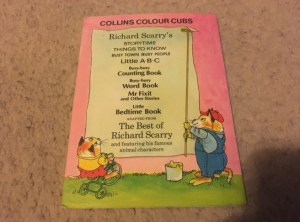 COLLINS COLOUR CUBS
Richard Scarry's
STORYTIME
THINGS TO KNOW
BUSY TOWN, BUSY PEOPLE
Little A·B·C
Busy-busy
Counting Book
Busy-busy
Word Book
Mr Fixit
and Other Stories
Little
Bedtime Book
ADAPTED FROM
The Best of
Richard Scarry
and featuring his famous
animal characters